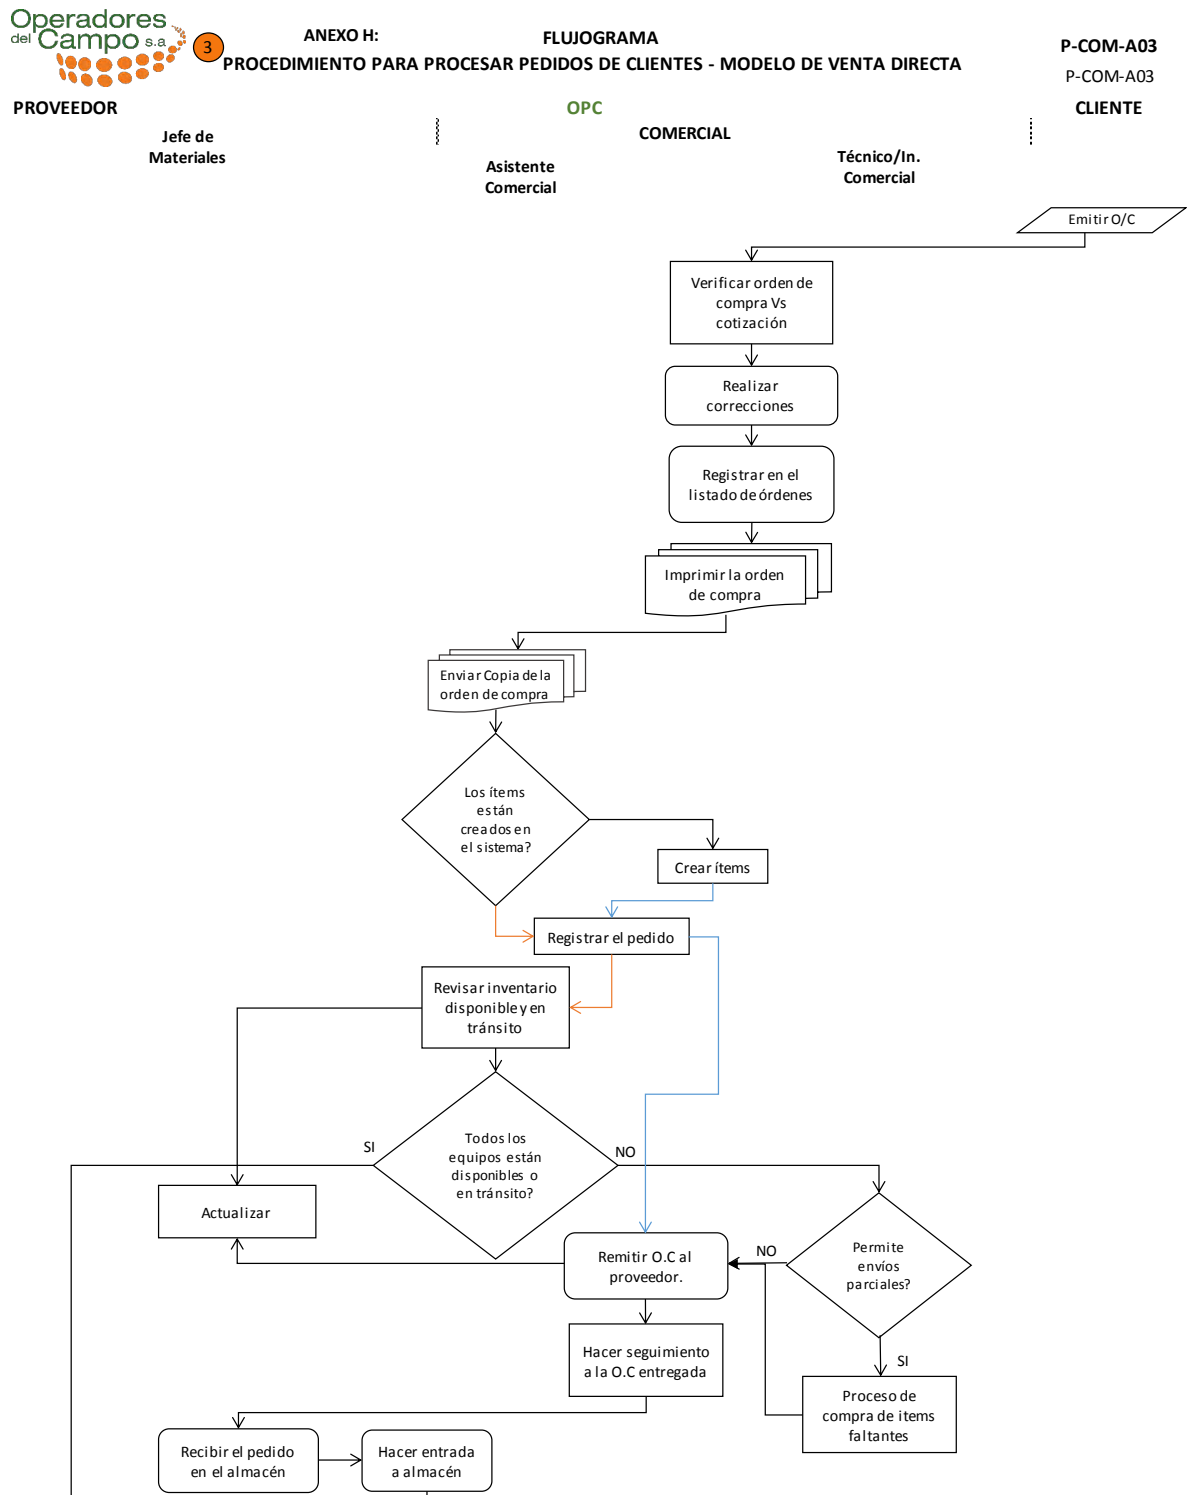 Operadores
del Campo s.a
3
ANEXO H:
FLUJOGRAMA
PROCEDIMIENTO PARA PROCESAR PEDIDOS DE CLIENTES - MODELO DE VENTA DIRECTA
P-COM-A03
P-COM-A03
PROVEEDOR
OPC
CLIENTE
Jefe de
Materiales
COMERCIAL
Asistente
Comercial
Técnico/In.
Comercial
Emitir O/C
Verificar orden de
compra Vs
cotización
Realizar
correcciones
Registrar en el
listado de órdenes
Imprimir la orden
de compra
Enviar Copia de la
orden de compra
Los ítems
están
creados en
el sistema?
Crear ítems
Registrar el pedido
Revisar inventario
disponible y en
tránsito
Todos los
equipos están
disponibles o
en tránsito?
SI
NO
Actualizar
Remitir O.C al
proveedor.
NO
Permite
envíos
parciales?
SI
Hacer seguimiento
a la O.C entregada
Proceso de
compra de items
faltantes
Recibir el pedido
en el almacén
Hacer entrada
a almacén